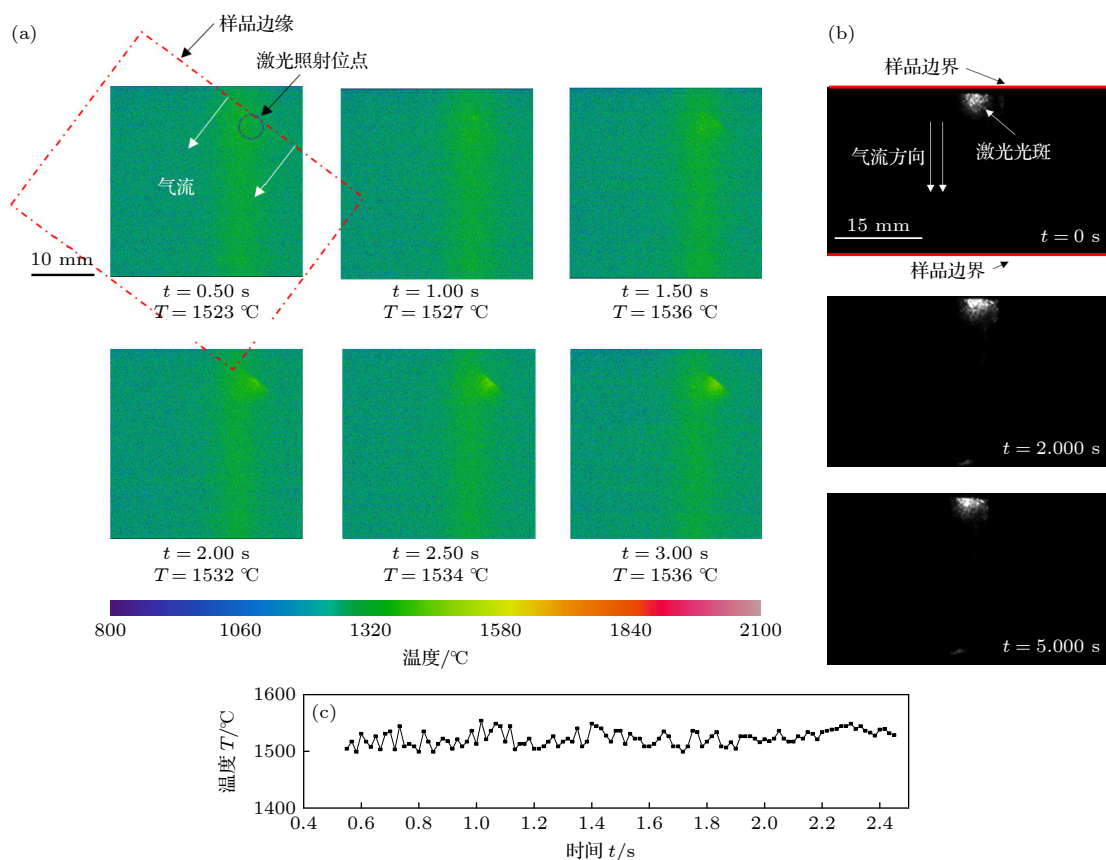 (a)
样品边缘
激光照射位点
气流
10 mm
t = 0.50 s
T = 1523 ℃
t = 1.00 s
T = 1527 ℃
t = 1.50 s
T = 1536 ℃
t = 2.00 s
T = 1532 ℃
t = 2.50 s
T = 1534 ℃
t = 3.00 s
T = 1536 ℃
800 1060 1320 1580 1840 2100
温度/℃
(b)
样品边界
气流方向
激光光斑
15 mm
t = 0 s
样品边界
t = 2.000 s
t = 5.000 s
(c)
温度 T/℃
1600
1500
1400
0.4 0.6 0.8 1.0 1.2 1.4 1.6 1.8 2.0 2.2 2.4
时间 t/s